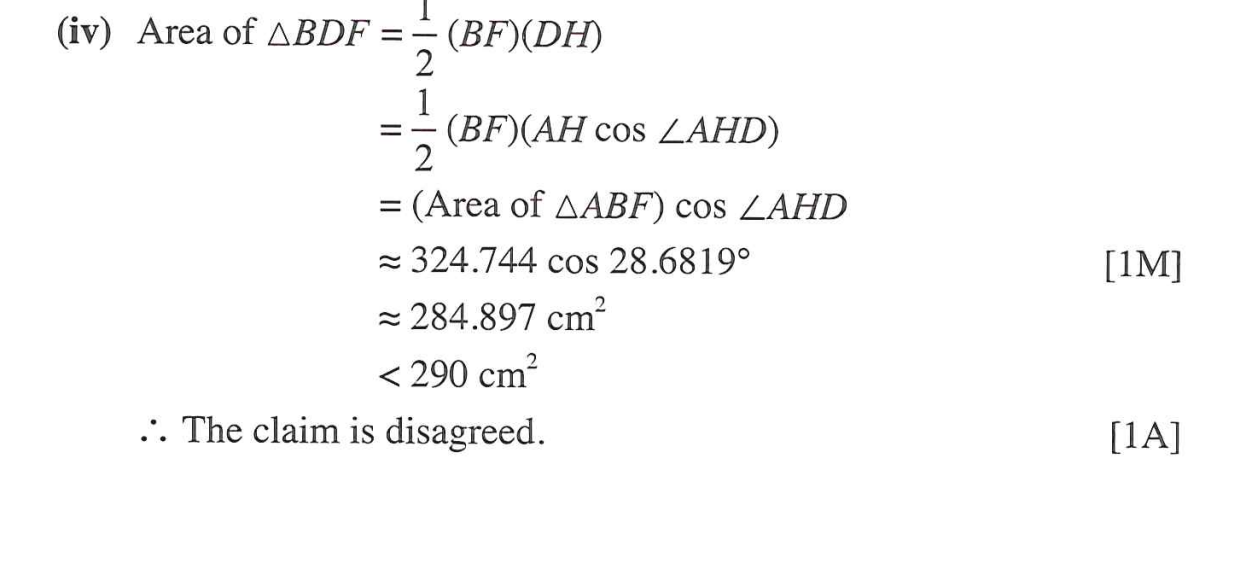 (iv) Area of △BDF = 1/2 (BF)(DH)
= 1/2 (BF)(AH cos ∠AHD)
= (Area of △ABF) cos ∠AHD
≈ 324.744 cos 28.6819° [1M]
≈ 284.897 cm²
< 290 cm²
∴ The claim is disagreed. [1A]